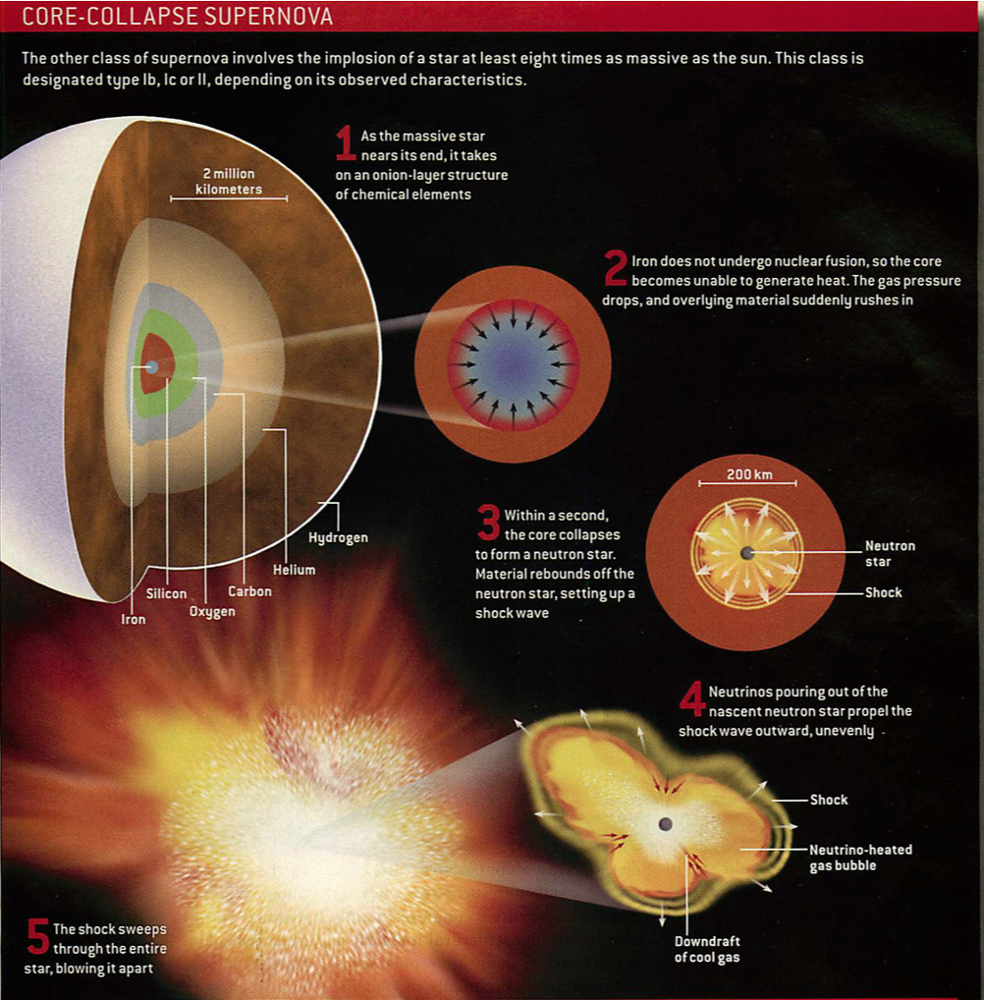 CORE-COLLAPSE SUPERNOVA
The other class of supernova involves the implosion of a star at least eight times as massive as the sun. This class is
designated type Ib, Ic or II, depending on its observed characteristics.
1 As the massive star
nears its end, it takes
on an onion-layer structure
of chemical elements
2 million
kilometers
Hydrogen
Helium
Carbon
Oxygen
Silicon
Iron
2 Iron does not undergo nuclear fusion, so the core
becomes unable to generate heat. The gas pressure
drops, and overlying material suddenly rushes in
3 Within a second,
the core collapses
to form a neutron star.
Material rebounds off the
neutron star, setting up a
shock wave
200 km
Neutron
star
Shock
4 Neutrinos pouring out of the
nascent neutron star propel the
shock wave outward, unevenly
Shock
Neutrino-heated
gas bubble
Downdraft
of cool gas
5 The shock sweeps
through the entire
star, blowing it apart